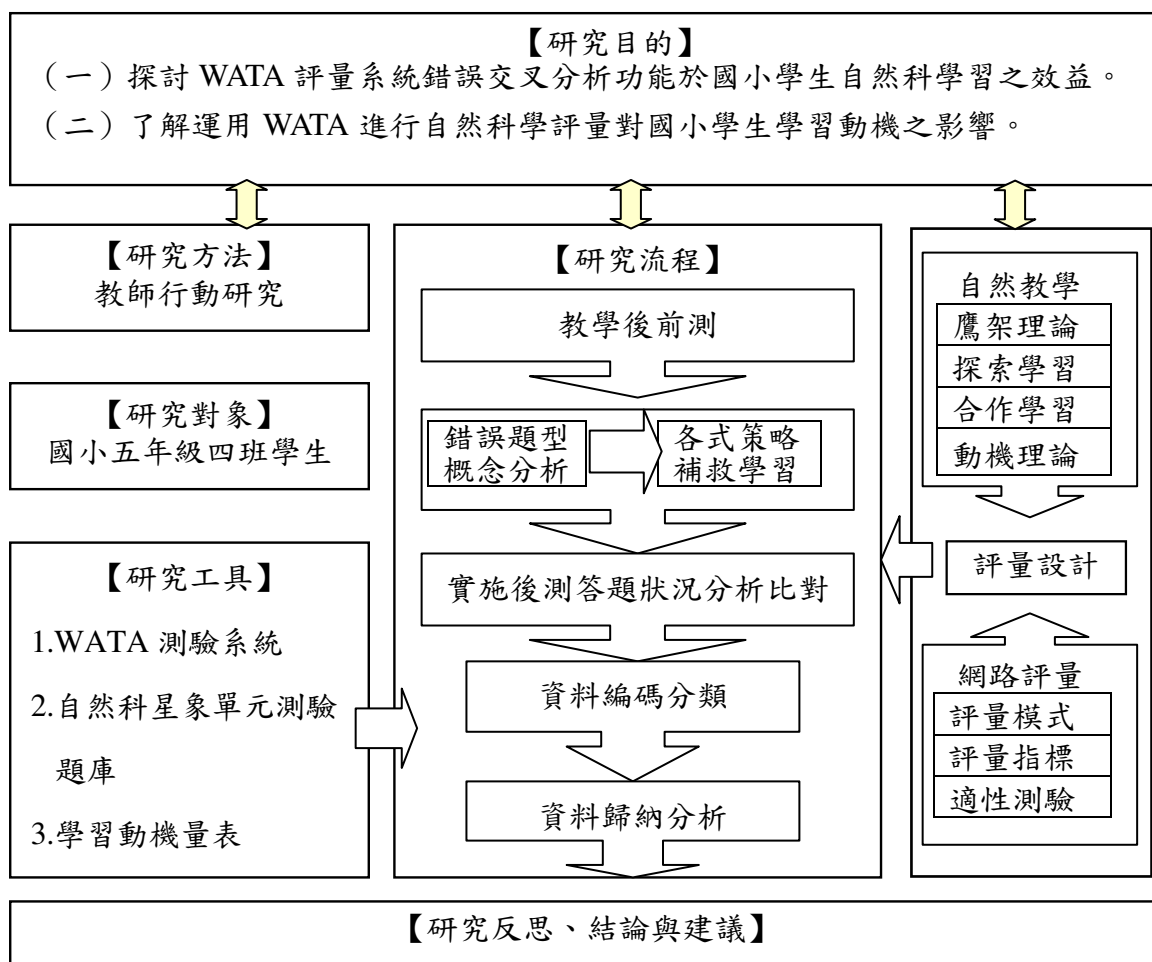 【研究目的】
（一）探討 WATA 評量系統錯誤交叉分析功能於國小學生自然科學習之效益。
（二）了解運用 WATA 進行自然科學評量對國小學生學習動機之影響。
【研究方法】
教師行動研究
【研究對象】
國小五年級四班學生
【研究工具】
1.WATA 測驗系統
2.自然科星象單元測驗
題庫
3.學習動機量表
【研究流程】
教學後前測
錯誤題型
概念分析
各式策略
補救學習
實施後測答題狀況分析比對
資料編碼分類
資料歸納分析
自然教學
鷹架理論
探索學習
合作學習
動機理論
評量設計
網路評量
評量模式
評量指標
適性測驗
【研究反思、結論與建議】